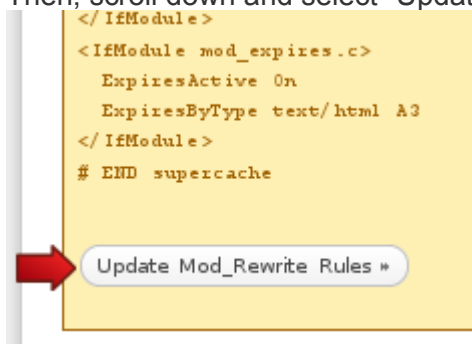 Then, scroll down and select "Updat
</IfModule>
<IfModule mod_expires.c>
ExpiresActive On
ExpiresByType text/html A3
</IfModule>
# END supercache
Update Mod_Rewrite Rules »